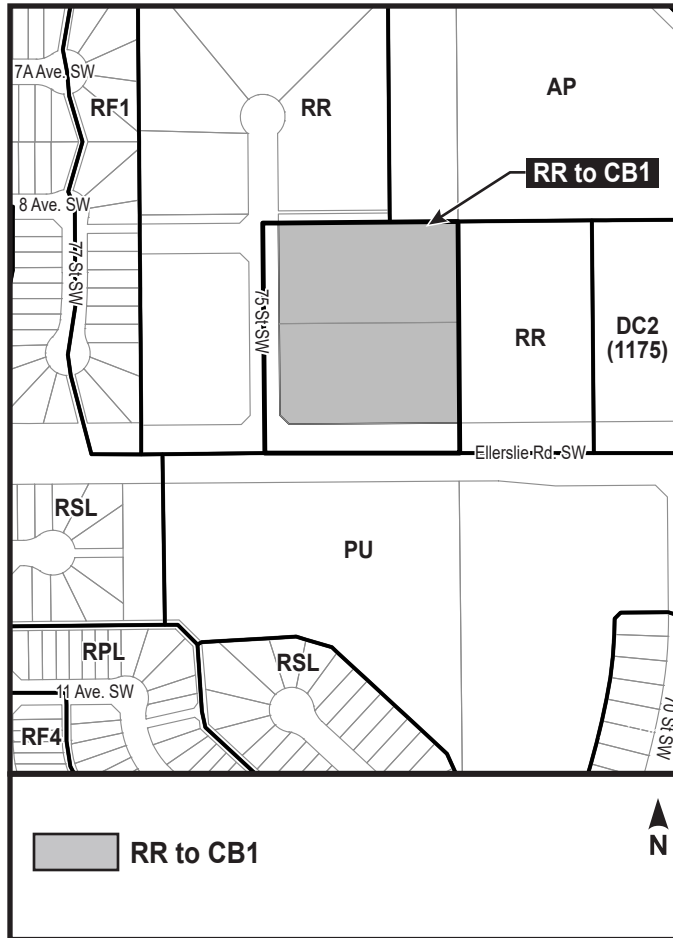 7A Ave. SW
RF1
RR
AP
RR to CB1
8 Ave. SW
77 St SW
75 St SW
RR
DC2
(1175)
Ellerslie Rd. SW
RSL
PU
RPL
RSL
11 Ave. SW
70 St SW
RF4
RR to CB1
N